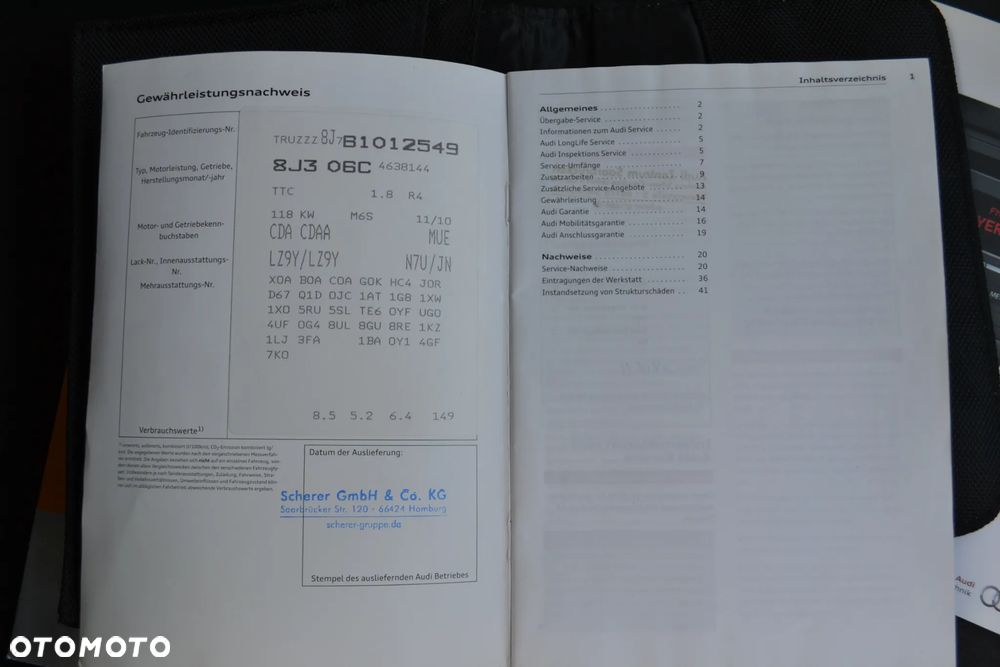 Gewährleistungsnachweis
Fahrzeug-Identifizierungs-Nr.
TRUZZZ8J7B1012549
8J3 06C 4638144
Typ, Motorleistung, Getriebe,
Herstellungsmonat/-jahr
TTC 1.8 R4
118 KW M6S 11/10
Motor- und Getriebekenn-
buchstaben
CDA CDAA MUE
Lack-Nr., Innenausstattungs-
Nr.
LZ9Y/LZ9Y N7U/JN
Mehrausstattungs-Nr.
X0A B0A C0A G0K HC4 J0R
D67 Q1D 0JC 1AT 1G8 1XW
1X0 5RU 5SL TE6 0YF UG0
4UF 0G4 8UL 8GU 8RE 1KZ
1LJ 3FA 1BA 0Y1 4GF
7K0
8.5 5.2 6.4 149
Verbrauchswerte1)
Datum der Auslieferung:
Scherer GmbH & Co. KG
Saarbrücker Str. 120 - 66424 Homburg
scherer-gruppe.de
Stempel des ausliefernden Audi Betriebes
Inhaltsverzeichnis 1
Allgemeines 2
Übergabe-Service 2
Informationen zum Audi Service 2
Audi LongLife Service 5
Audi Inspektions Service 5
Service-Umfänge 7
Zusatzarbeiten 9
Zusätzliche Service-Angebote 13
Gewährleistung 14
Audi Garantie 14
Audi Mobilitätsgarantie 16
Audi Anschlussgarantie 19
Nachweise 20
Service-Nachweise 20
Eintragungen der Werkstatt 36
Instandsetzung von Strukturschäden 41
Audi
OTOMOTO